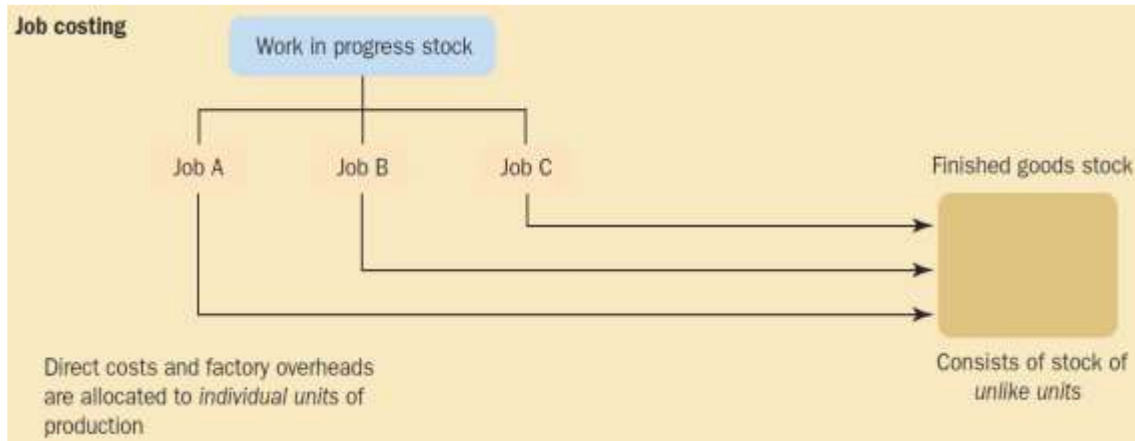 Job costing
Work in progress stock
Job A
Job B
Job C
Finished goods stock
Direct costs and factory overheads
are allocated to individual units of
production
Consists of stock of
unlike units